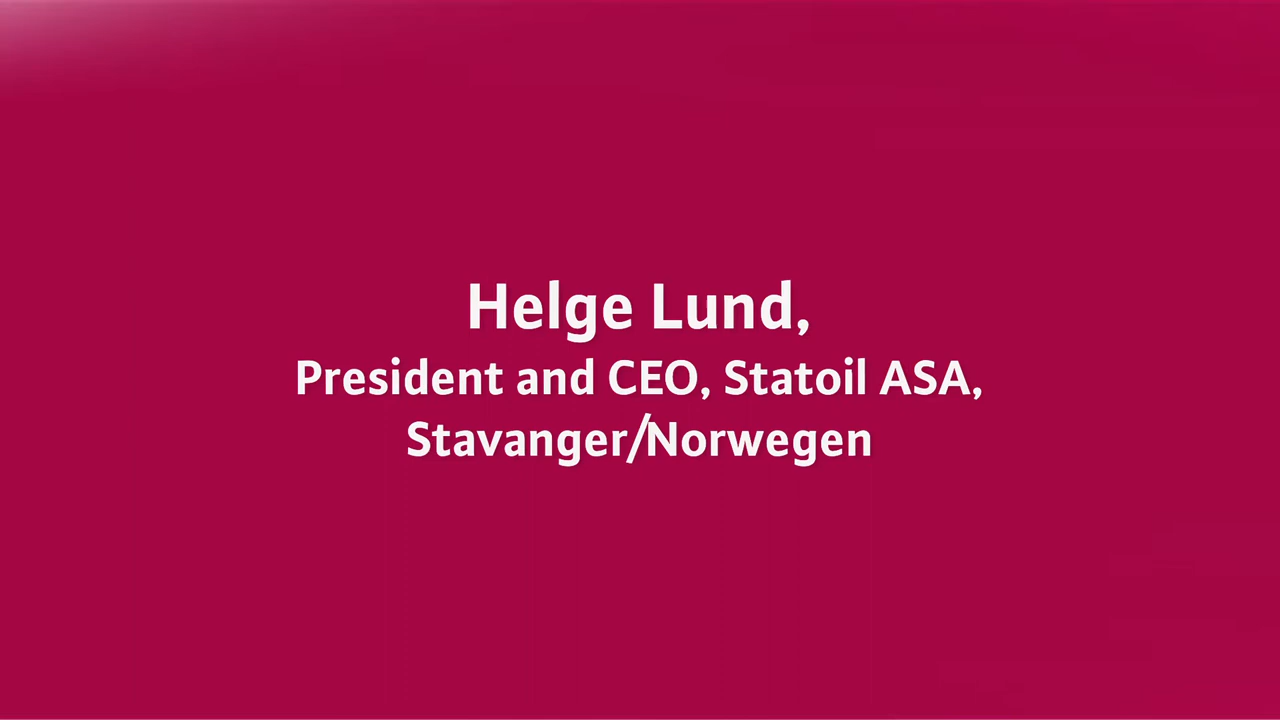 Helge Lund,
President and CEO, Statoil ASA,
Stavanger/Norwegen